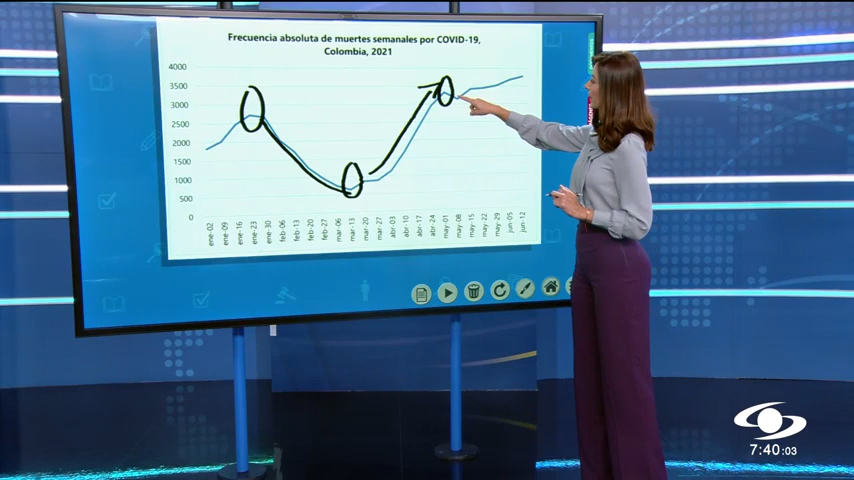 Frecuencia absoluta de muertes semanales por COVID-19,
Colombia, 2021
4000
3500
3000
2500
2000
1500
1000
500
0
ene-02
ene-09
ene-16
ene-23
ene-30
feb-06
feb-13
feb-20
feb-27
mar-06
mar-13
mar-20
mar-27
abr-03
abr-10
abr-17
abr-24
may-01
may-08
may-15
may-22
may-29
jun-05
jun-12
7:40:03